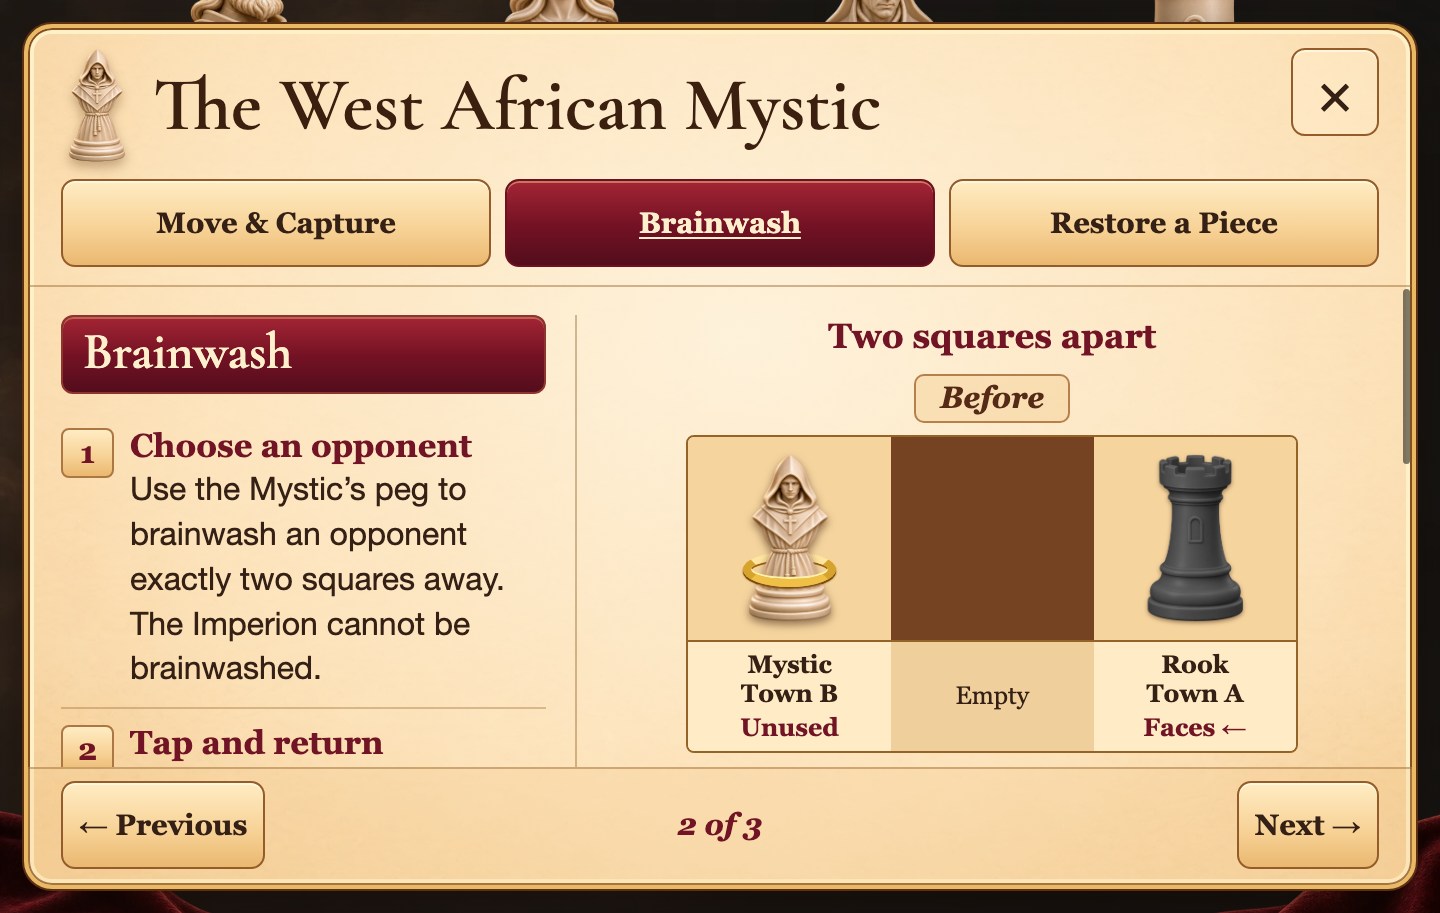 The West African Mystic
×
Move & Capture
Brainwash
Restore a Piece
Brainwash
1
Choose an opponent
Use the Mystic’s peg to
brainwash an opponent
exactly two squares away.
The Imperion cannot be
brainwashed.
2
Tap and return
Two squares apart
Before
Mystic
Town B
Unused
Empty
Rook
Town A
Faces ←
← Previous
2 of 3
Next →